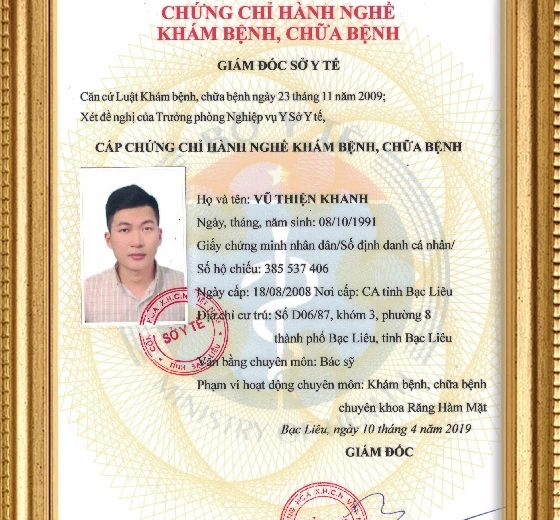 CHỨNG CHỈ HÀNH NGHỀ
KHÁM BỆNH, CHỮA BỆNH
GIÁM ĐỐC SỞ Y TẾ
Căn cứ Luật Khám bệnh, chữa bệnh ngày 23 tháng 11 năm 2009;
Xét đề nghị của Trưởng phòng Nghiệp vụ Y Sở Y tế,
CẤP CHỨNG CHỈ HÀNH NGHỀ KHÁM BỆNH, CHỮA BỆNH
Họ và tên: VŨ THIỆN KHANH
Ngày, tháng, năm sinh: 08/10/1991
Giấy chứng minh nhân dân/Số định danh cá nhân/
Số hộ chiếu: 385 537 406
Ngày cấp: 18/08/2008 Nơi cấp: CA tỉnh Bạc Liêu
Địa chỉ cư trú: Số D06/87, khóm 3, phường 8
thành phố Bạc Liêu, tỉnh Bạc Liêu
Văn bằng chuyên môn: Bác sỹ
Phạm vi hoạt động chuyên môn: Khám bệnh, chữa bệnh
chuyên khoa Răng Hàm Mặt
Bạc Liêu, ngày 10 tháng 4 năm 2019
GIÁM ĐỐC
SỞ Y TẾ
BỘ Y TẾ
MINISTRY